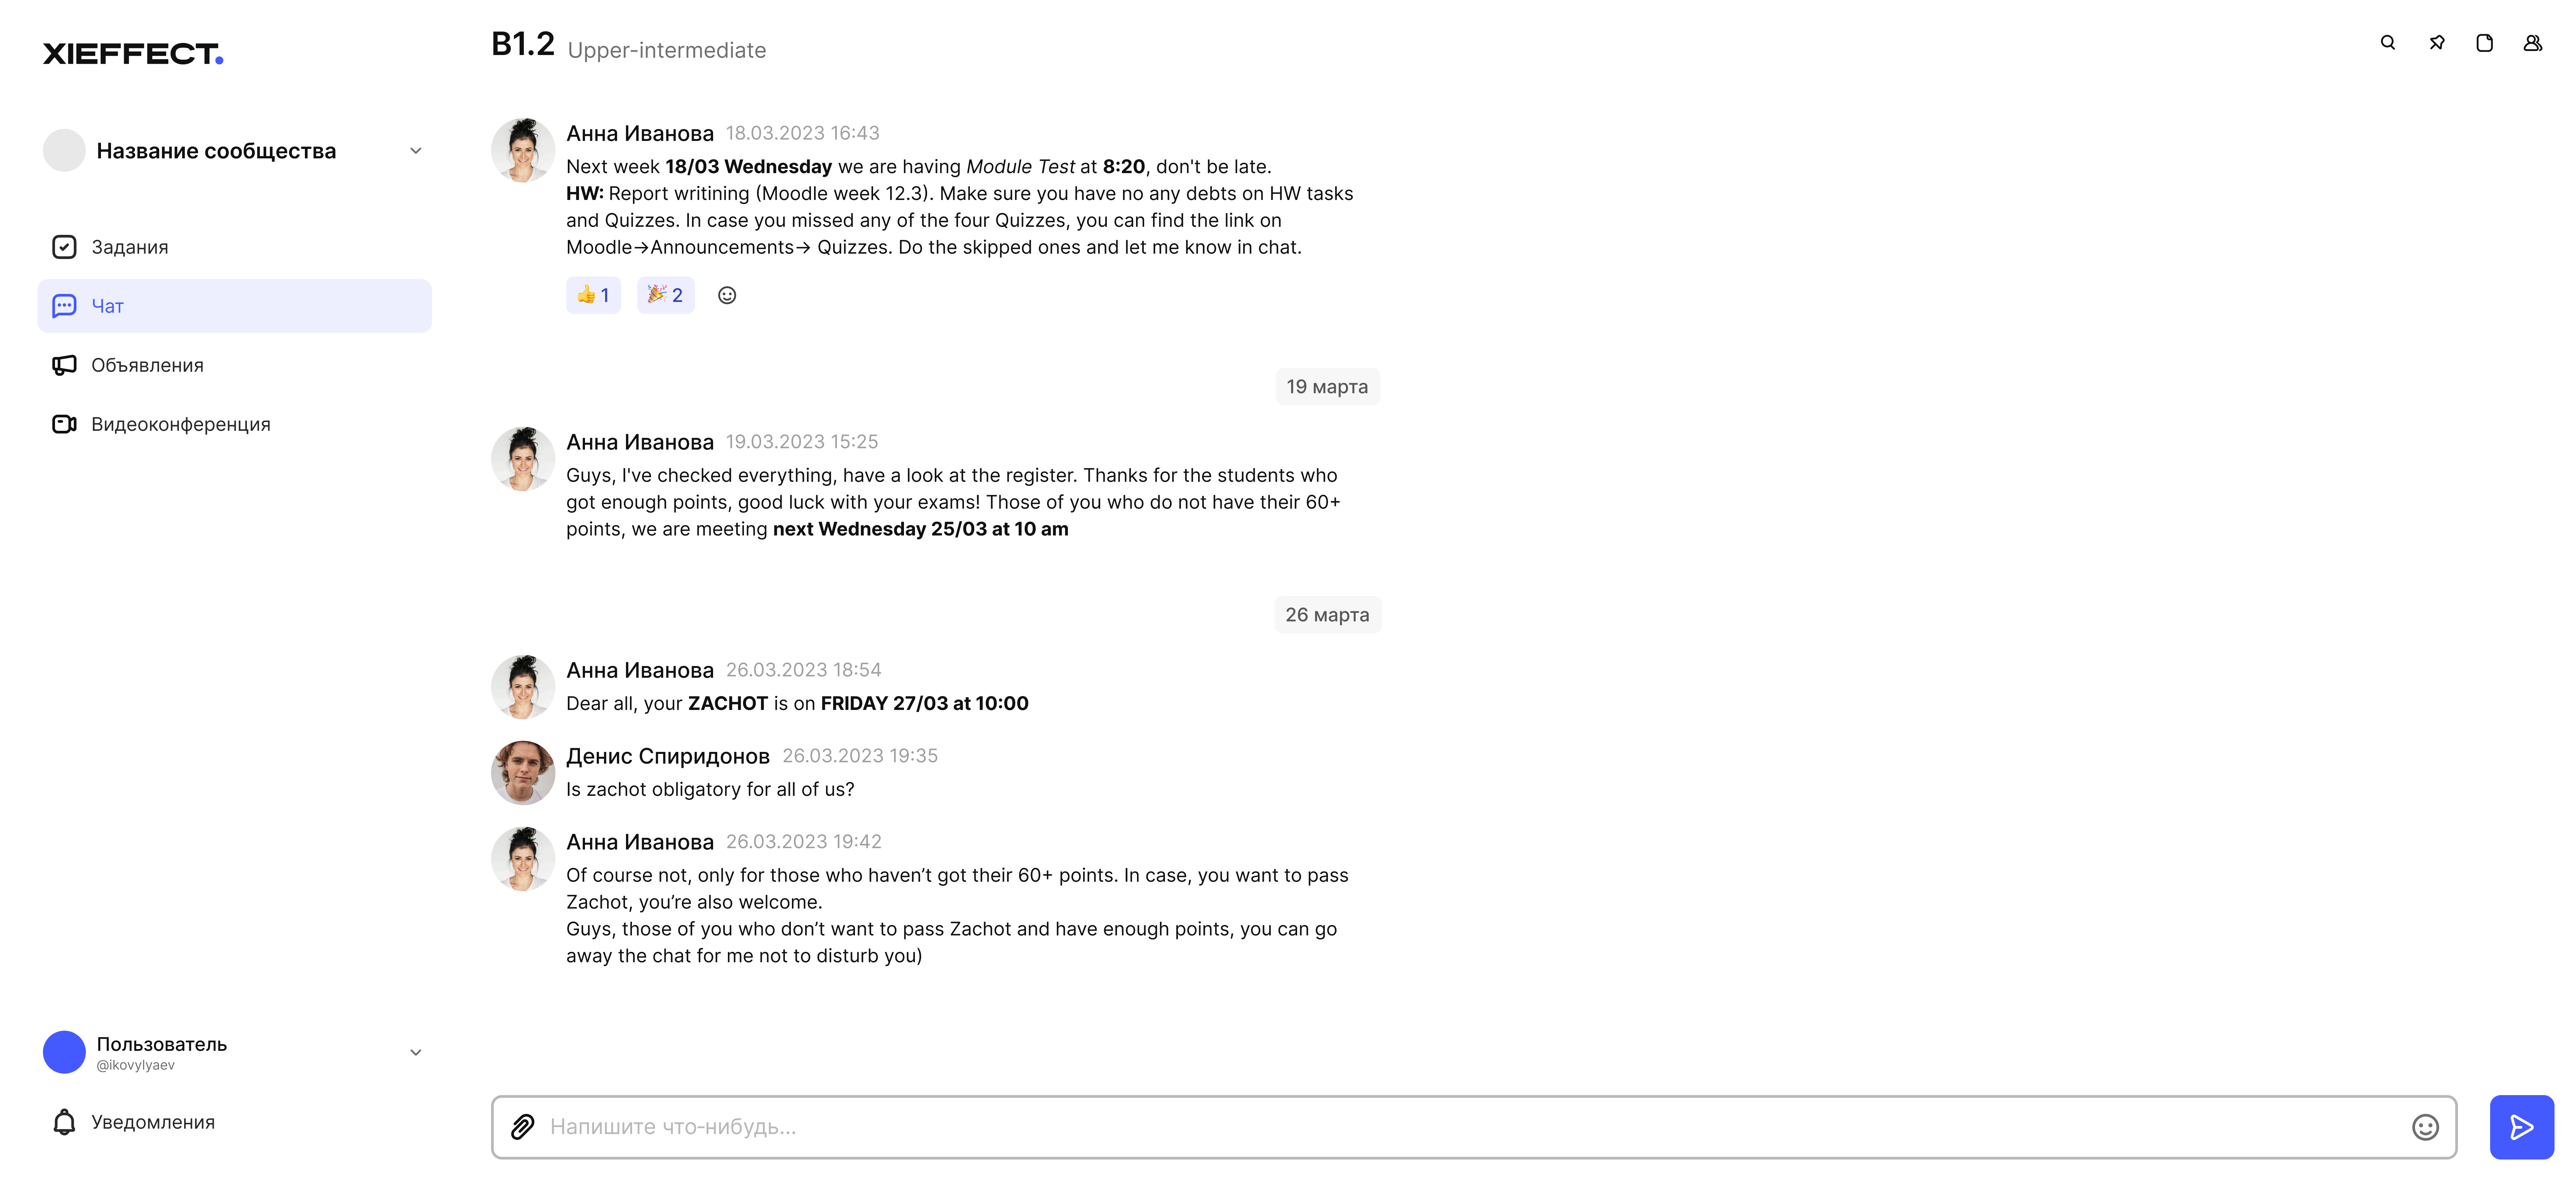 XIEFFECT.
Название сообщества
Задания
Чат
Объявления
Видеоконференция
Пользователь
@ikovylyaev
Уведомления
B1.2 Upper-intermediate
Анна Иванова 18.03.2023 16:43
Next week 18/03 Wednesday we are having Module Test at 8:20, don't be late.
HW: Report writining (Moodle week 12.3). Make sure you have no any debts on HW tasks
and Quizzes. In case you missed any of the four Quizzes, you can find the link on
Moodle→Announcements→ Quizzes. Do the skipped ones and let me know in chat.
👍 1 🎉 2
19 марта
Анна Иванова 19.03.2023 15:25
Guys, I've checked everything, have a look at the register. Thanks for the students who
got enough points, good luck with your exams! Those of you who do not have their 60+
points, we are meeting next Wednesday 25/03 at 10 am
26 марта
Анна Иванова 26.03.2023 18:54
Dear all, your ZACHOT is on FRIDAY 27/03 at 10:00
Денис Спиридонов 26.03.2023 19:35
Is zachot obligatory for all of us?
Анна Иванова 26.03.2023 19:42
Of course not, only for those who haven’t got their 60+ points. In case, you want to pass
Zachot, you’re also welcome.
Guys, those of you who don’t want to pass Zachot and have enough points, you can go
away the chat for me not to disturb you)
Напишите что-нибудь...